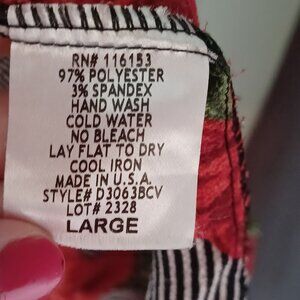 RN# 116153
97% POLYESTER
3% SPANDEX
HAND WASH
COLD WATER
NO BLEACH
LAY FLAT TO DRY
COOL IRON
MADE IN U.S.A.
STYLE# D3063BCV
LOT# 2328
LARGE